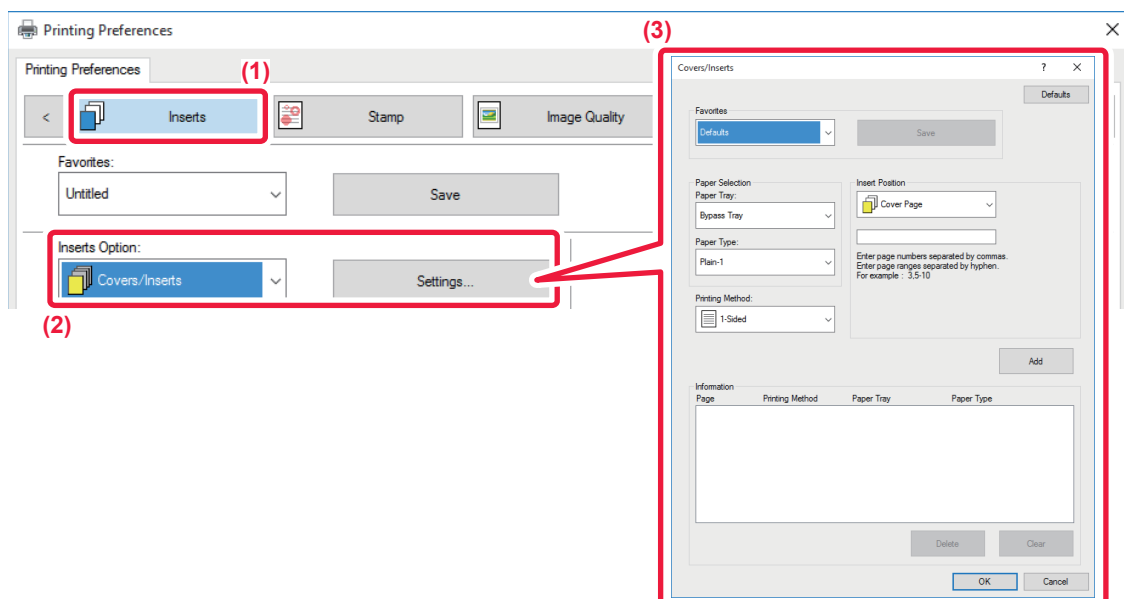 Printing Preferences
Printing Preferences
(1)
< Inserts Stamp Image Quality
Favorites:
Untitled Save
Inserts Option:
Covers/Inserts Settings...
(2)
(3)
Covers/Inserts ?
Defaults
Favorites
Defaults Save
Paper Selection
Paper Tray:
Bypass Tray
Paper Type:
Plain-1
Printing Method:
1-Sided
Insert Position
Cover Page
Enter page numbers separated by commas.
Enter page ranges separated by hyphen.
For example : 3,5-10
Add
Information
Page Printing Method Paper Tray Paper Type
Delete Clear
OK Cancel